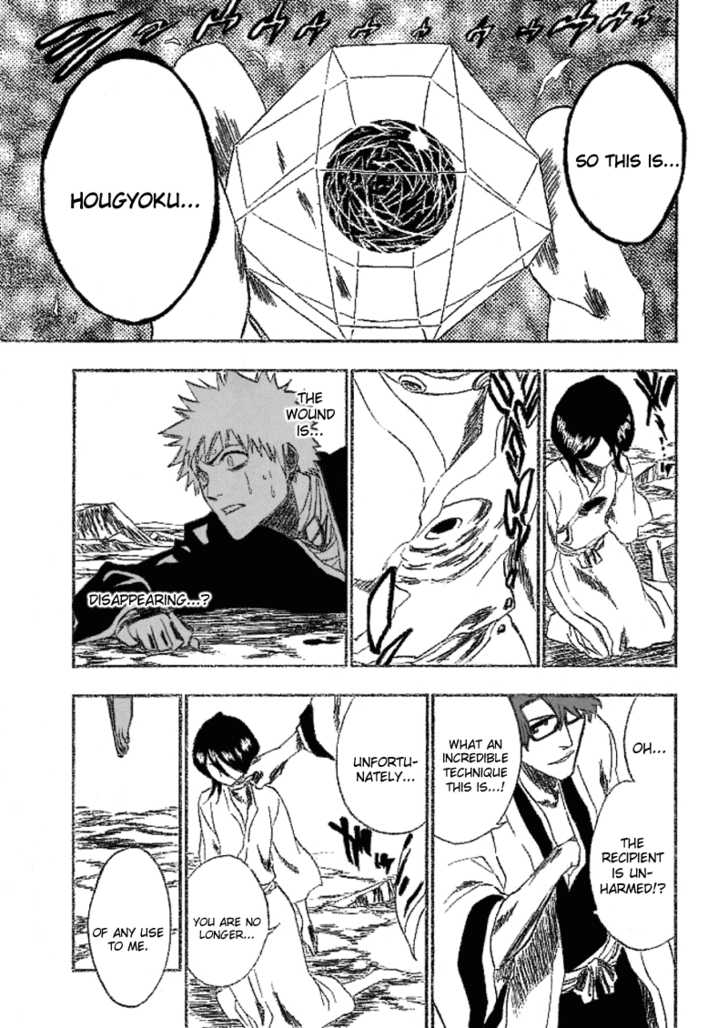 SO THIS IS...
HOUGYOKU...
THE
WOUND
IS...
DISAPPEARING...?
OH...
WHAT AN
INCREDIBLE
TECHNIQUE
THIS IS...!
THE
RECIPIENT
IS UN-
HARMED!?
UNFORTU-
NATELY...
YOU ARE NO
LONGER...
OF ANY USE
TO ME.